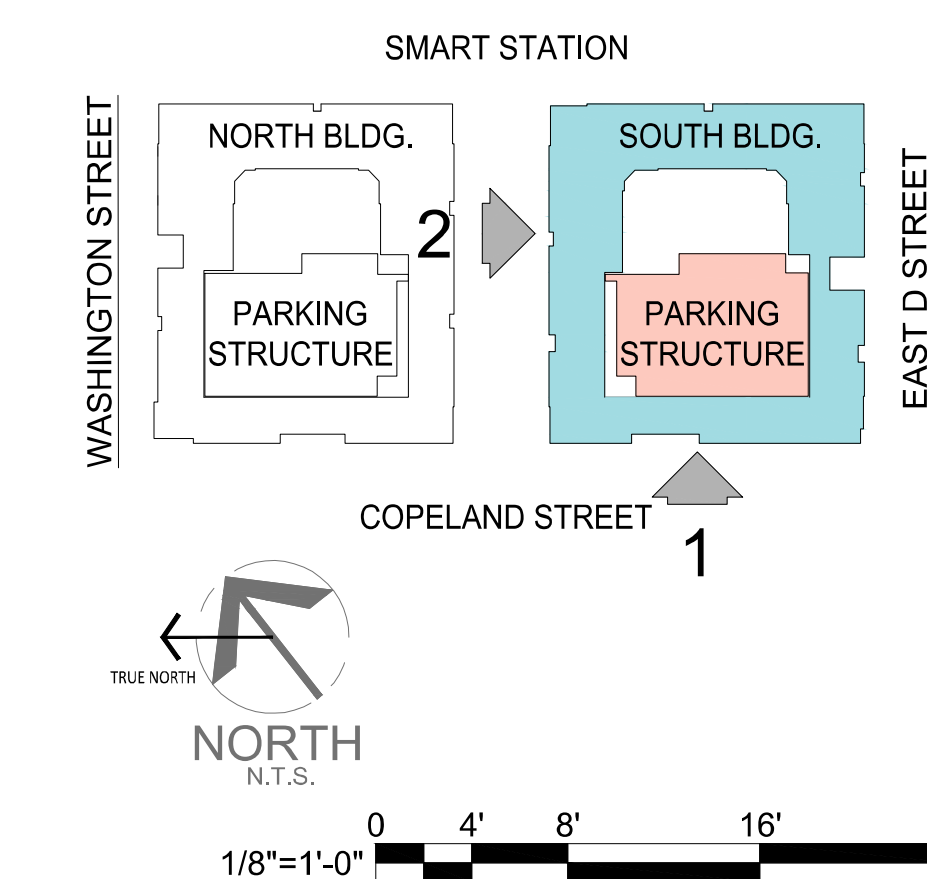 SMART STATION
WASHINGTON STREET
NORTH BLDG.
SOUTH BLDG.
EAST D STREET
2
PARKING
STRUCTURE
PARKING
STRUCTURE
COPELAND STREET
1
TRUE NORTH
NORTH
N.T.S.
0 4' 8' 16'
1/8"=1'-0"